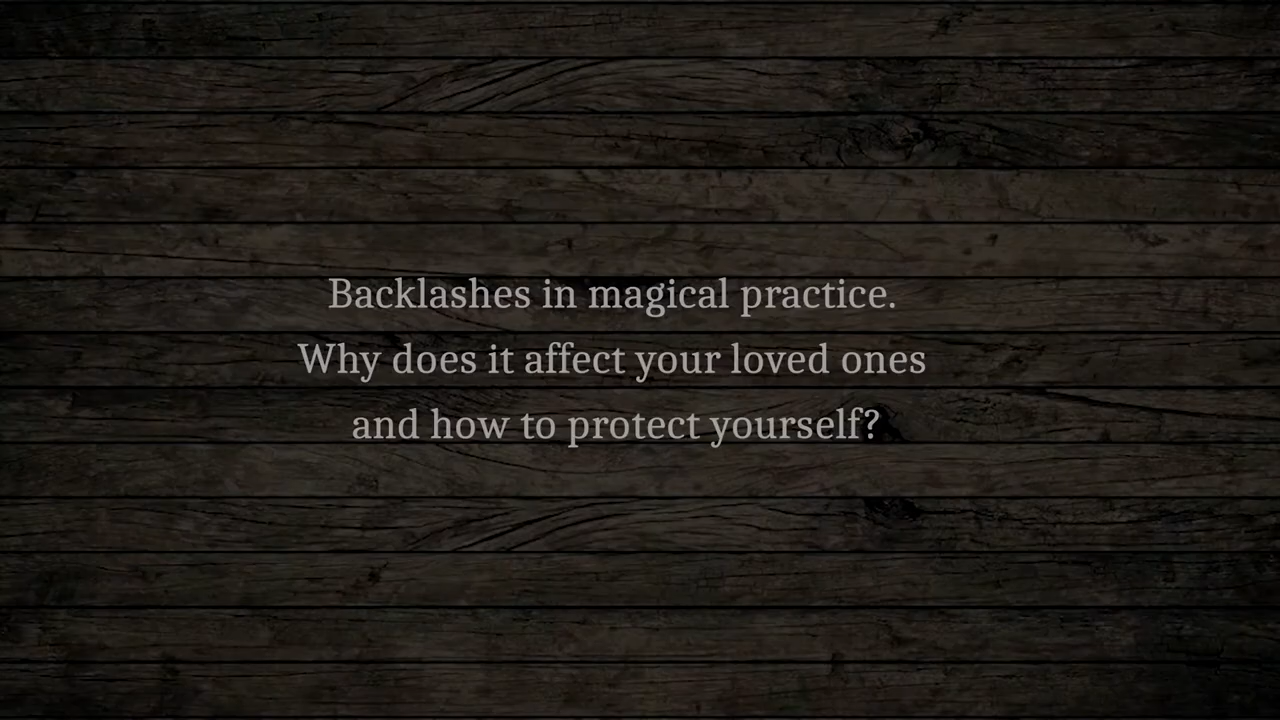 Backlashes in magical practice.
Why does it affect your loved ones
and how to protect yourself?